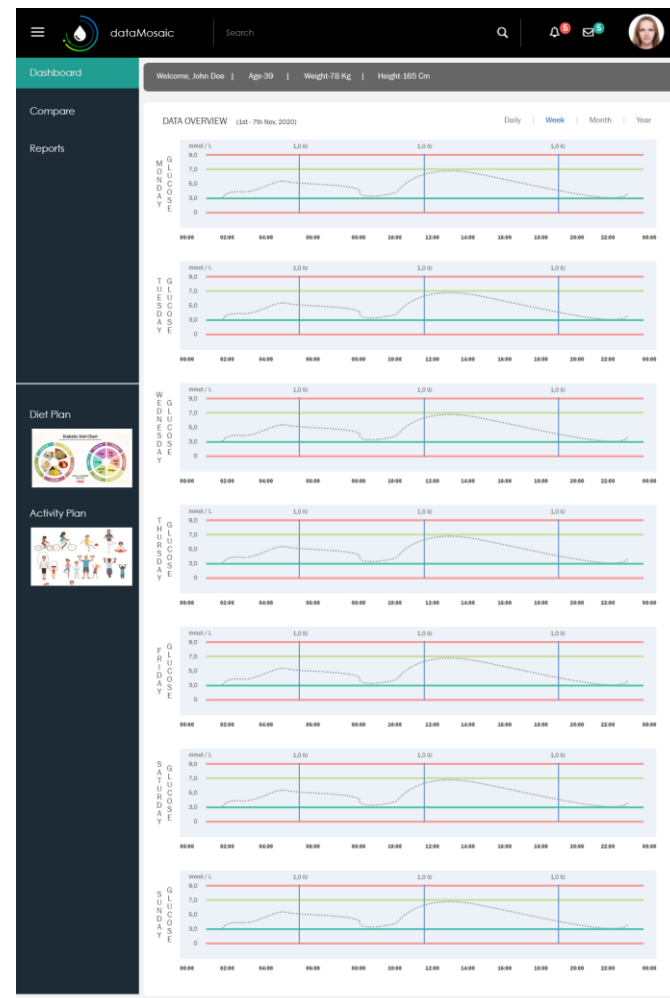 dataMosaic
Search
5
5
Dashboard
Compare
Reports
Diet Plan
Diabetic Diet Chart
Activity Plan
Welcome, John Doe | Age-39 | Weight-78 Kg | Height-165 Cm
DATA OVERVIEW (1st - 7th Nov, 2020)
Daily | Week | Month | Year
MONDAY
GLUCOSE
mmol / L 1,0 IU 1,0 IU 1,0 IU
9,0
7,0
5,0
3,0
0
00:00 02:00 04:00 06:00 08:00 10:00 12:00 14:00 16:00 18:00 20:00 22:00 00:00
TUESDAY
GLUCOSE
mmol / L 1,0 IU 1,0 IU 1,0 IU
9,0
7,0
5,0
3,0
0
00:00 02:00 04:00 06:00 08:00 10:00 12:00 14:00 16:00 18:00 20:00 22:00 00:00
WEDNESDAY
GLUCOSE
mmol / L 1,0 IU 1,0 IU 1,0 IU
9,0
7,0
5,0
3,0
0
00:00 02:00 04:00 06:00 08:00 10:00 12:00 14:00 16:00 18:00 20:00 22:00 00:00
THURSDAY
GLUCOSE
mmol / L 1,0 IU 1,0 IU 1,0 IU
9,0
7,0
5,0
3,0
0
00:00 02:00 04:00 06:00 08:00 10:00 12:00 14:00 16:00 18:00 20:00 22:00 00:00
FRIDAY
GLUCOSE
mmol / L 1,0 IU 1,0 IU 1,0 IU
9,0
7,0
5,0
3,0
0
00:00 02:00 04:00 06:00 08:00 10:00 12:00 14:00 16:00 18:00 20:00 22:00 00:00
SATURDAY
GLUCOSE
mmol / L 1,0 IU 1,0 IU 1,0 IU
9,0
7,0
5,0
3,0
0
00:00 02:00 04:00 06:00 08:00 10:00 12:00 14:00 16:00 18:00 20:00 22:00 00:00
SUNDAY
GLUCOSE
mmol / L 1,0 IU 1,0 IU 1,0 IU
9,0
7,0
5,0
3,0
0
00:00 02:00 04:00 06:00 08:00 10:00 12:00 14:00 16:00 18:00 20:00 22:00 00:00